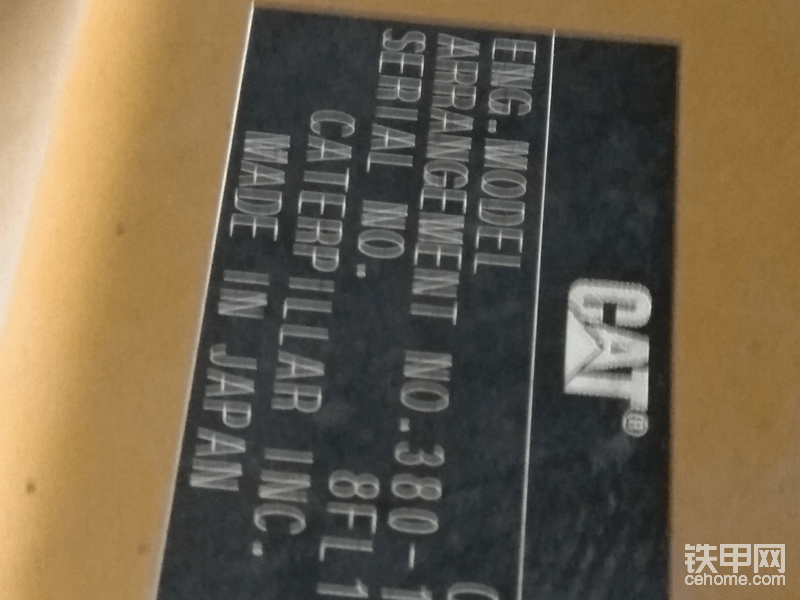 CAT®
ENG. MODEL C
ARRANGEMENT NO. 380-1
SERIAL NO. 8FL1
CATERPILLAR INC.
MADE IN JAPAN
铁甲网
cehome.com/